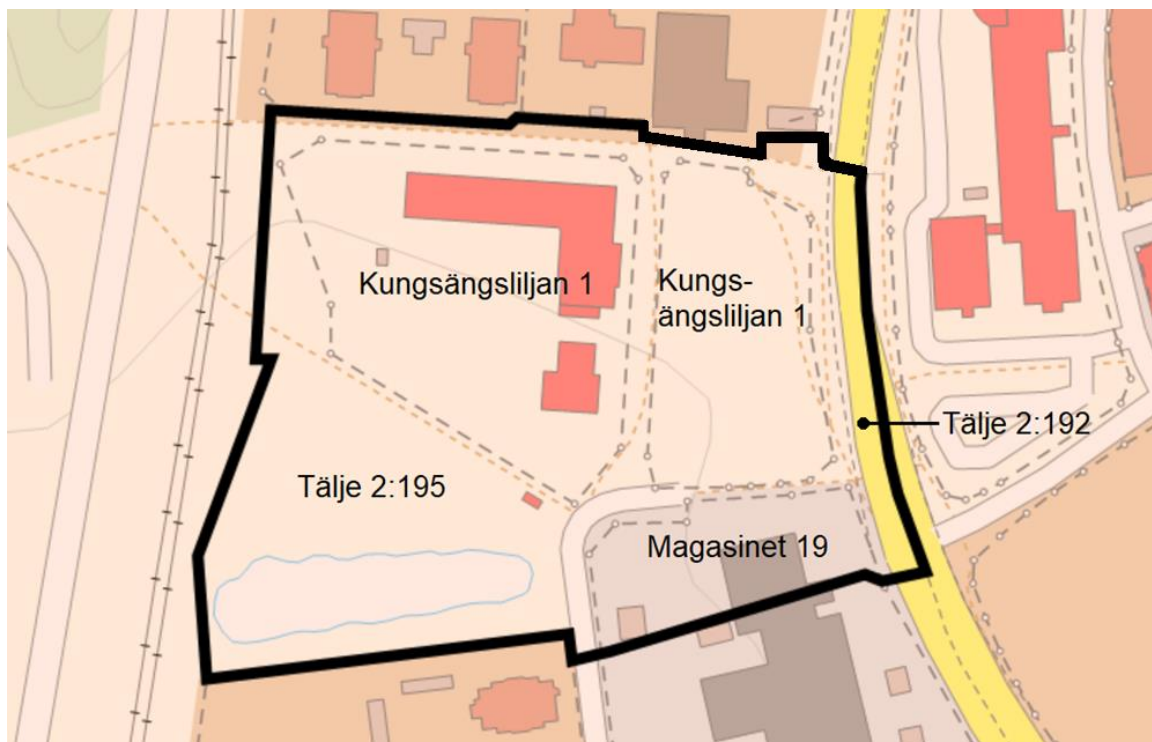 Kungsängsliljan 1
Kungs-
ängsliljan 1
Tälje 2:192
Tälje 2:195
Magasinet 19